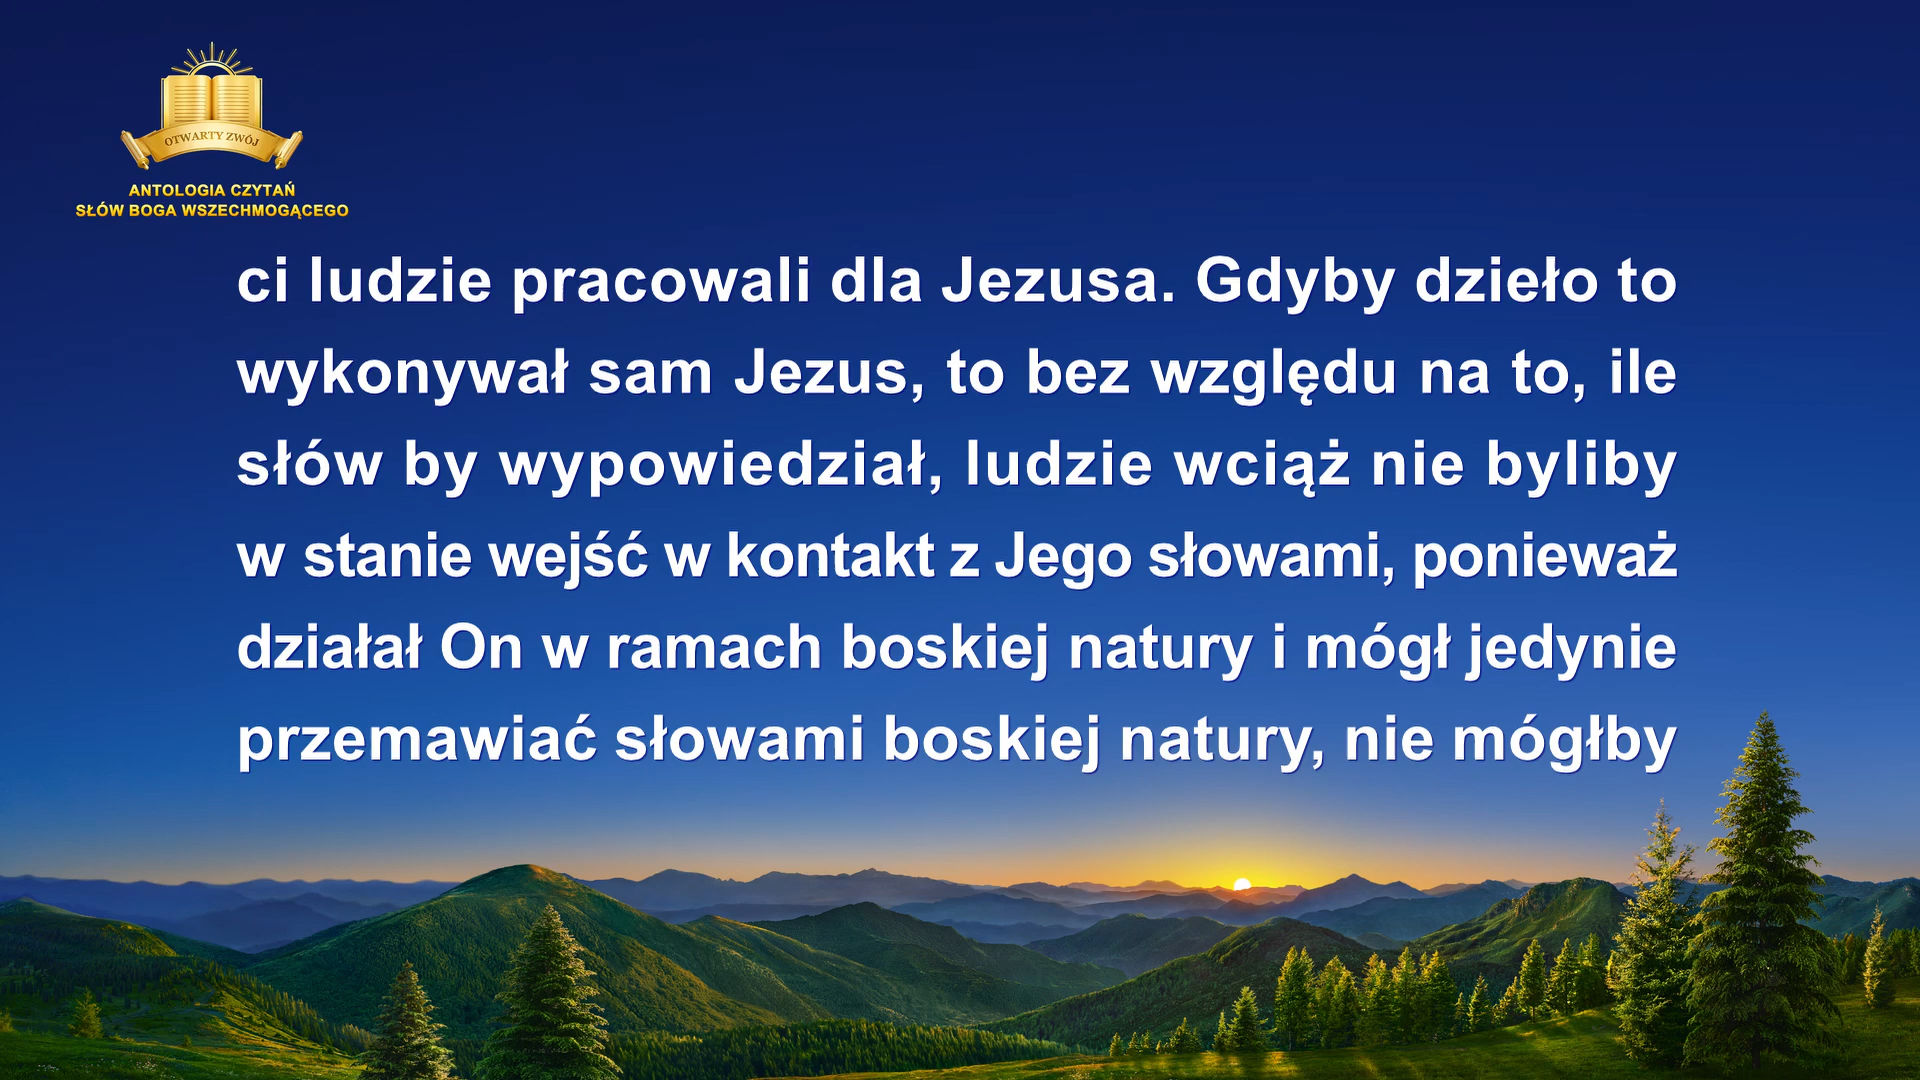 OTWARTY ZWÓJ
ANTOLOGIA CZYTAŃ
SŁÓW BOGA WSZECHMOGĄCEGO
ci ludzie pracowali dla Jezusa. Gdyby dzieło to
wykonywał sam Jezus, to bez względu na to, ile
słów by wypowiedział, ludzie wciąż nie byliby
w stanie wejść w kontakt z Jego słowami, ponieważ
działał On w ramach boskiej natury i mógł jedynie
przemawiać słowami boskiej natury, nie mógłby